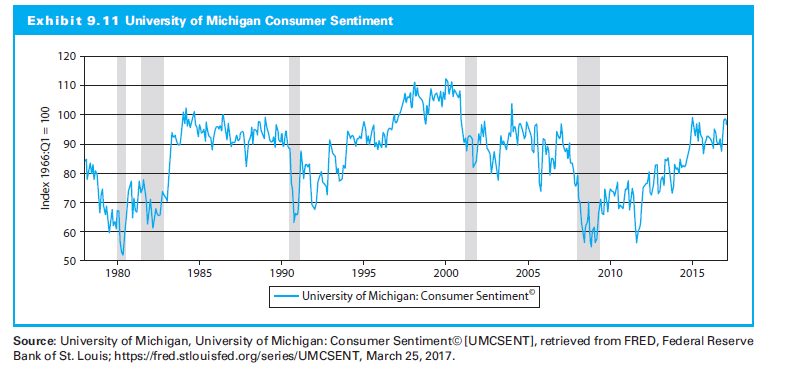 Exhibit 9.11 University of Michigan Consumer Sentiment
120
110
100
90
80
70
60
50
Index 1966:Q1 = 100
1980 1985 1990 1995 2000 2005 2010 2015
University of Michigan: Consumer Sentiment©
Source: University of Michigan, University of Michigan: Consumer Sentiment© [UMCSENT], retrieved from FRED, Federal Reserve
Bank of St. Louis; https://fred.stlouisfed.org/series/UMCSENT, March 25, 2017.